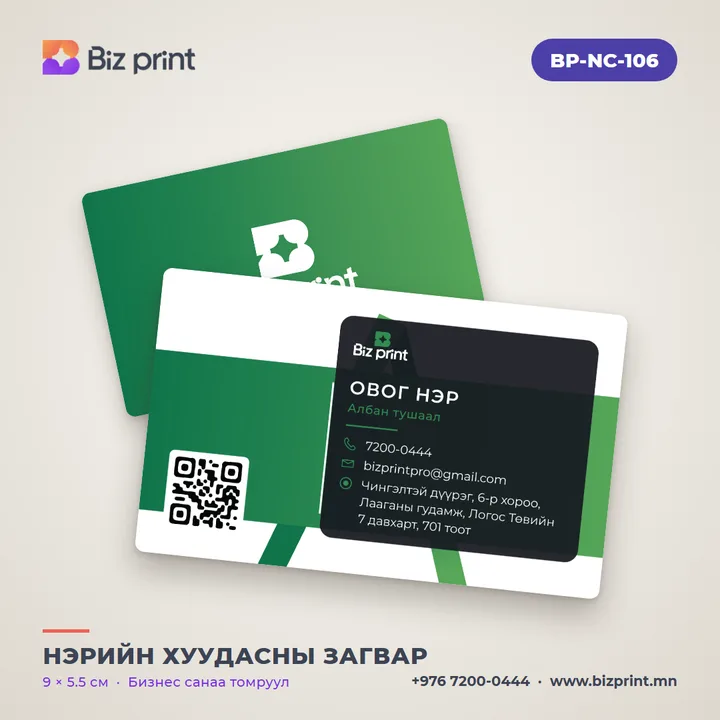 Biz print
BP-NC-106
Biz print
ОВОГ НЭР
Албан тушаал
7200-0444
bizprintpro@gmail.com
Чингэлтэй дүүрэг, 6-р хороо,
Лааганы гудамж, Логос Төвийн
7 давхарт, 701 тоот
НЭРИЙН ХУУДАСНЫ ЗАГВАР
9 × 5.5 см · Бизнес санаа томруул
+976 7200-0444 · www.bizprint.mn